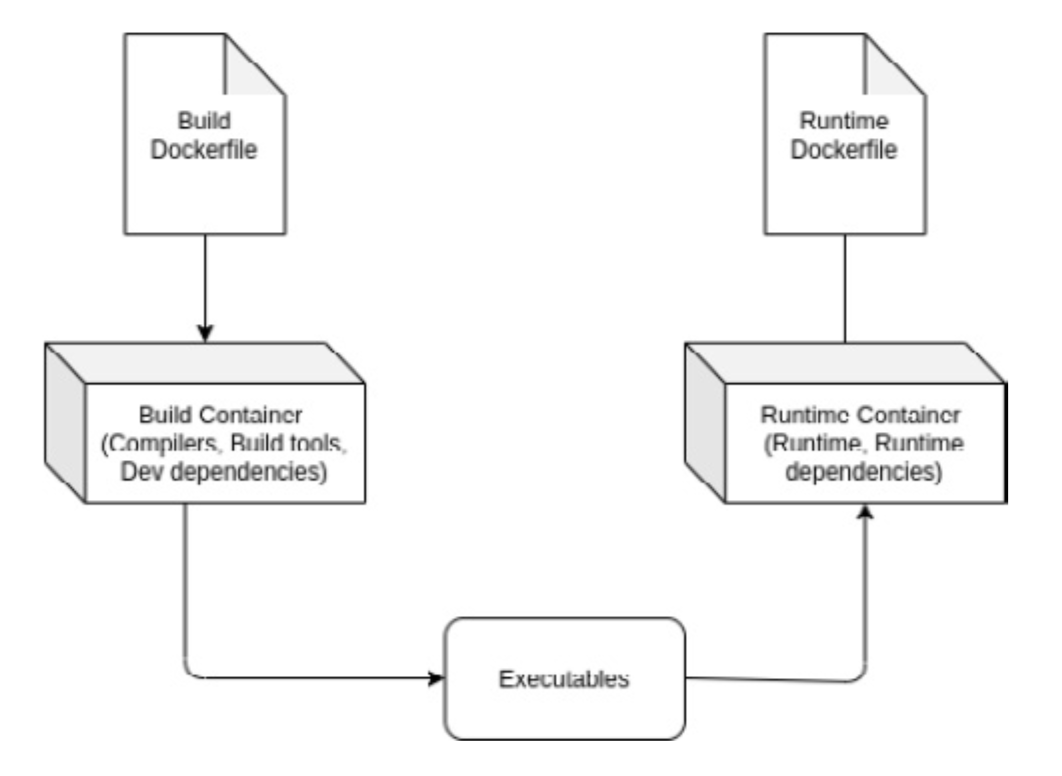 Build
Dockerfile
Runtime
Dockerfile
Build Container
(Compilers, Build tools,
Dev dependencies)
Runtime Container
(Runtime, Runtime
dependencies)
Executables